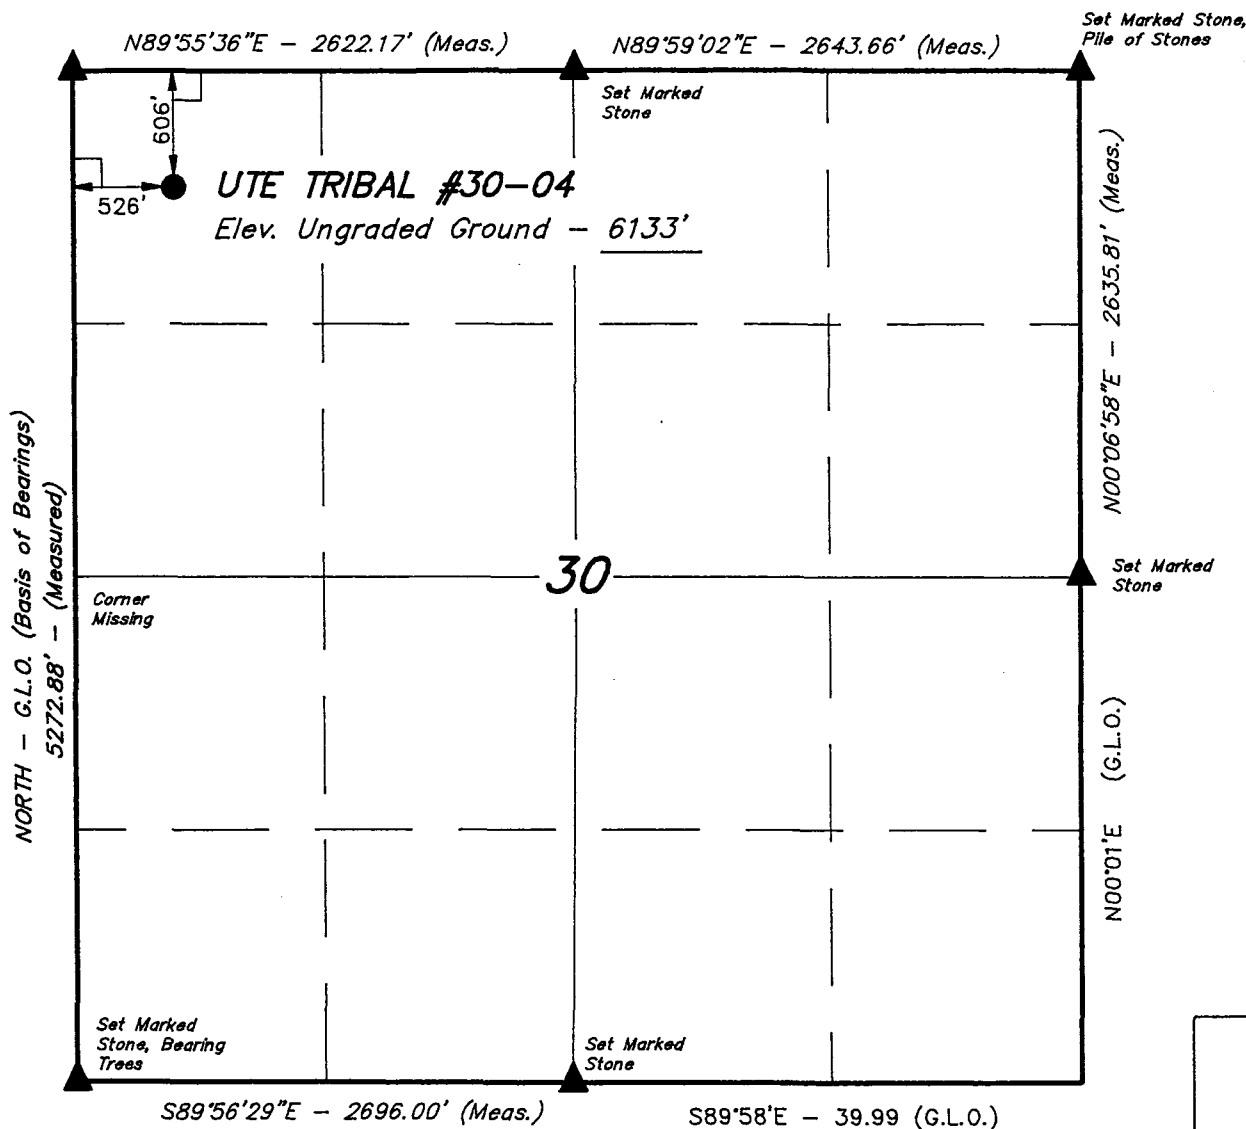 N89°55'36"E - 2622.17' (Meas.)
N89°59'02"E - 2643.66' (Meas.)
Set Marked Stone,
Pile of Stones
Set Marked
Stone
606'
526'
UTE TRIBAL #30-04
Elev. Ungraded Ground - 6133'
N00°06'58"E - 2635.81' (Meas.)
NORTH - G.L.O. (Basis of Bearings)
5272.88' - (Measured)
30
Corner
Missing
Set Marked
Stone
N00°01'E (G.L.O.)
Set Marked
Stone, Bearing
Trees
Set Marked
Stone
S89°56'29"E - 2696.00' (Meas.)
S89°58'E - 39.99 (G.L.O.)